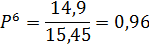 P⁶ = 14,9 / 15,45 = 0,96